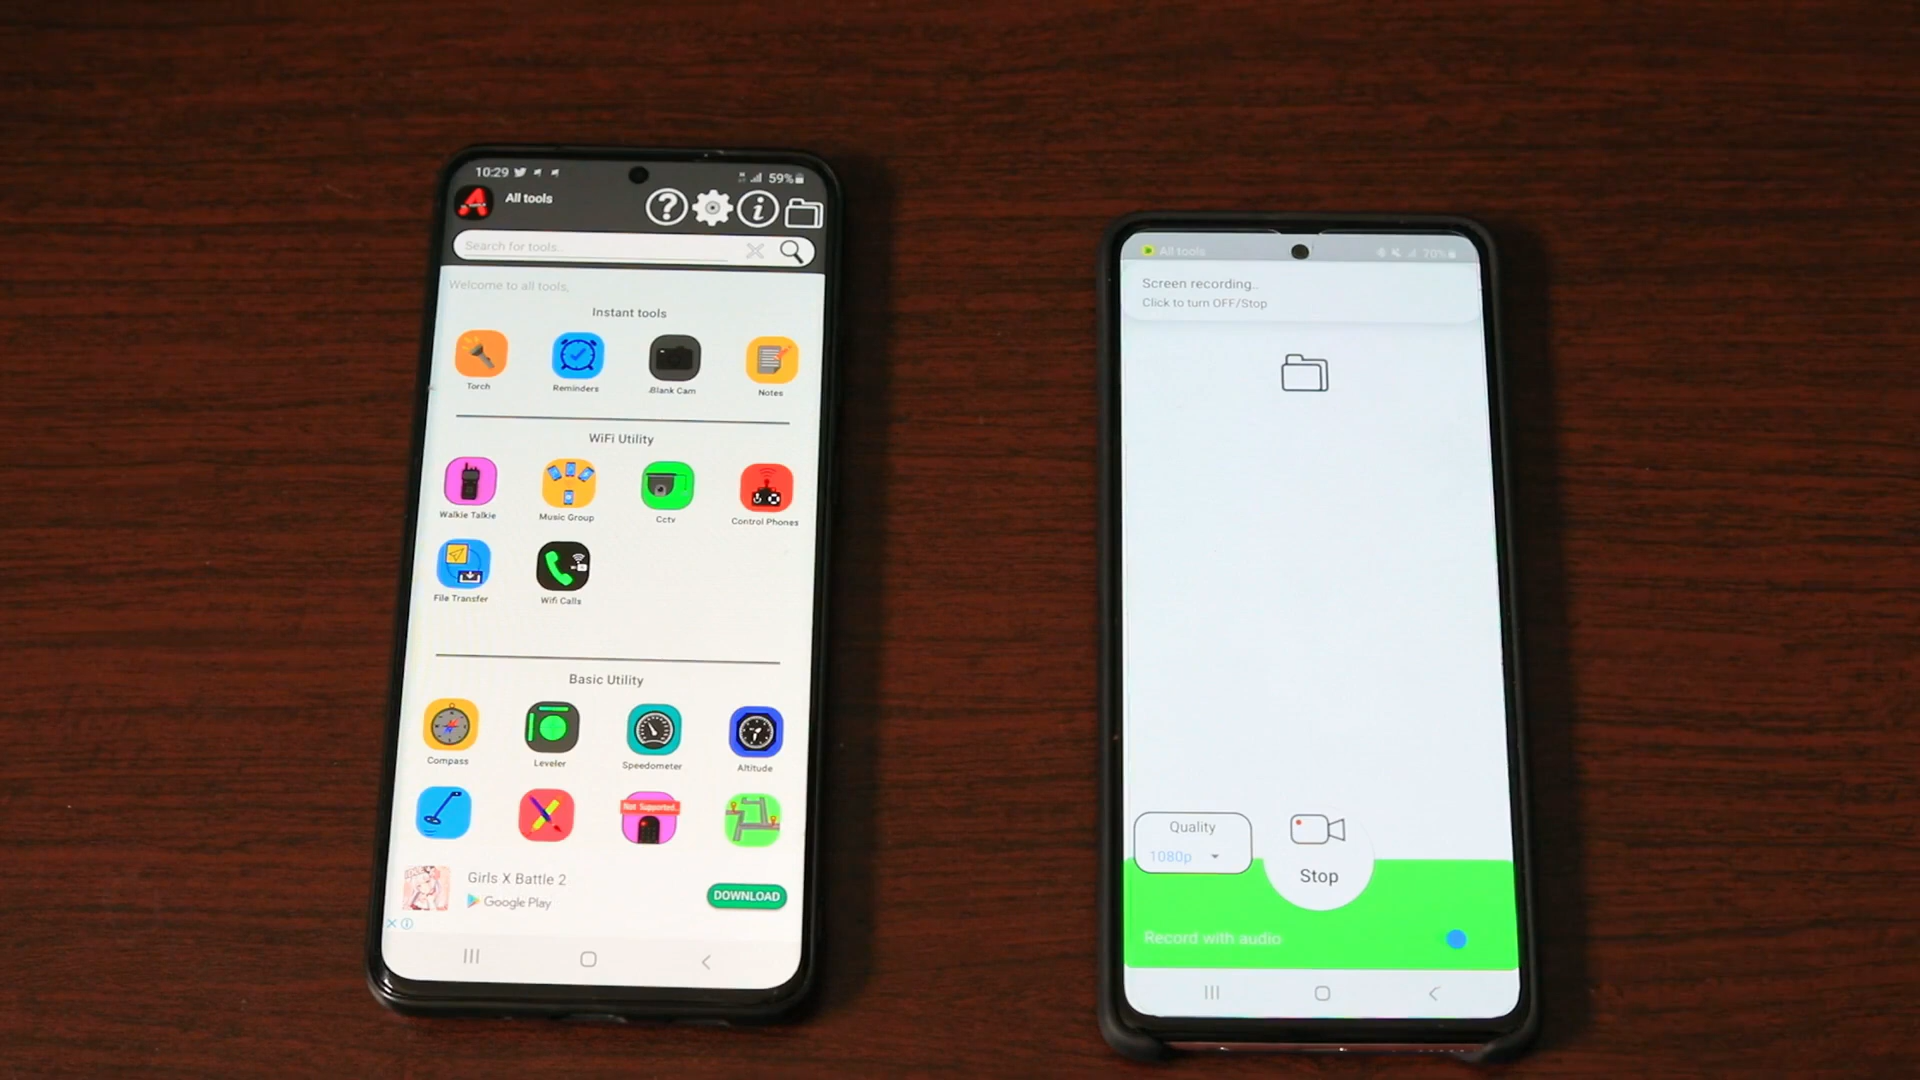 10:29
59%
All tools
Search for tools..
Welcome to all tools,
Instant tools
Torch
Reminders
Blank Cam
Notes
WiFi Utility
Walkie Talkie
Music Group
Cctv
Control Phones
File Transfer
Wifi Calls
Basic Utility
Compass
Leveler
Speedometer
Altitude
Not Supported..
Girls X Battle 2
Google Play
DOWNLOAD
All tools
70%
Screen recording..
Click to turn OFF/Stop
Quality
1080p
Stop
Record with audio